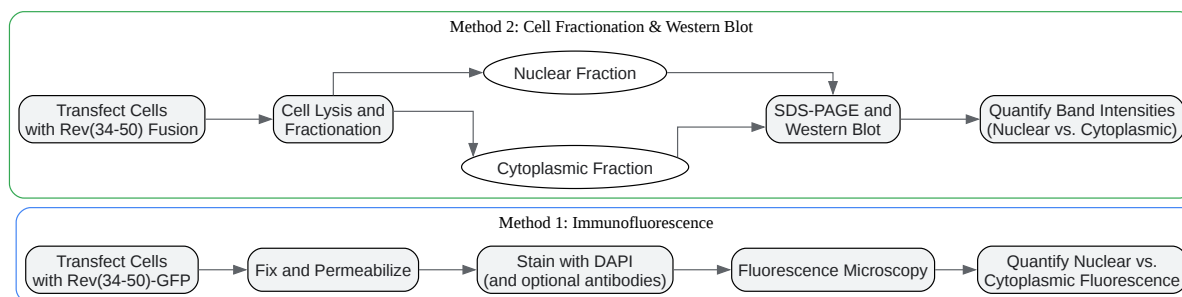 Method 2: Cell Fractionation & Western Blot
Nuclear Fraction
Transfect Cells
with Rev(34-50) Fusion
Cell Lysis and
Fractionation
SDS-PAGE and
Western Blot
Quantify Band Intensities
(Nuclear vs. Cytoplasmic)
Cytoplasmic Fraction
Method 1: Immunofluorescence
Transfect Cells
with Rev(34-50)-GFP
Fix and Permeabilize
Stain with DAPI
(and optional antibodies)
Fluorescence Microscopy
Quantify Nuclear vs.
Cytoplasmic Fluorescence